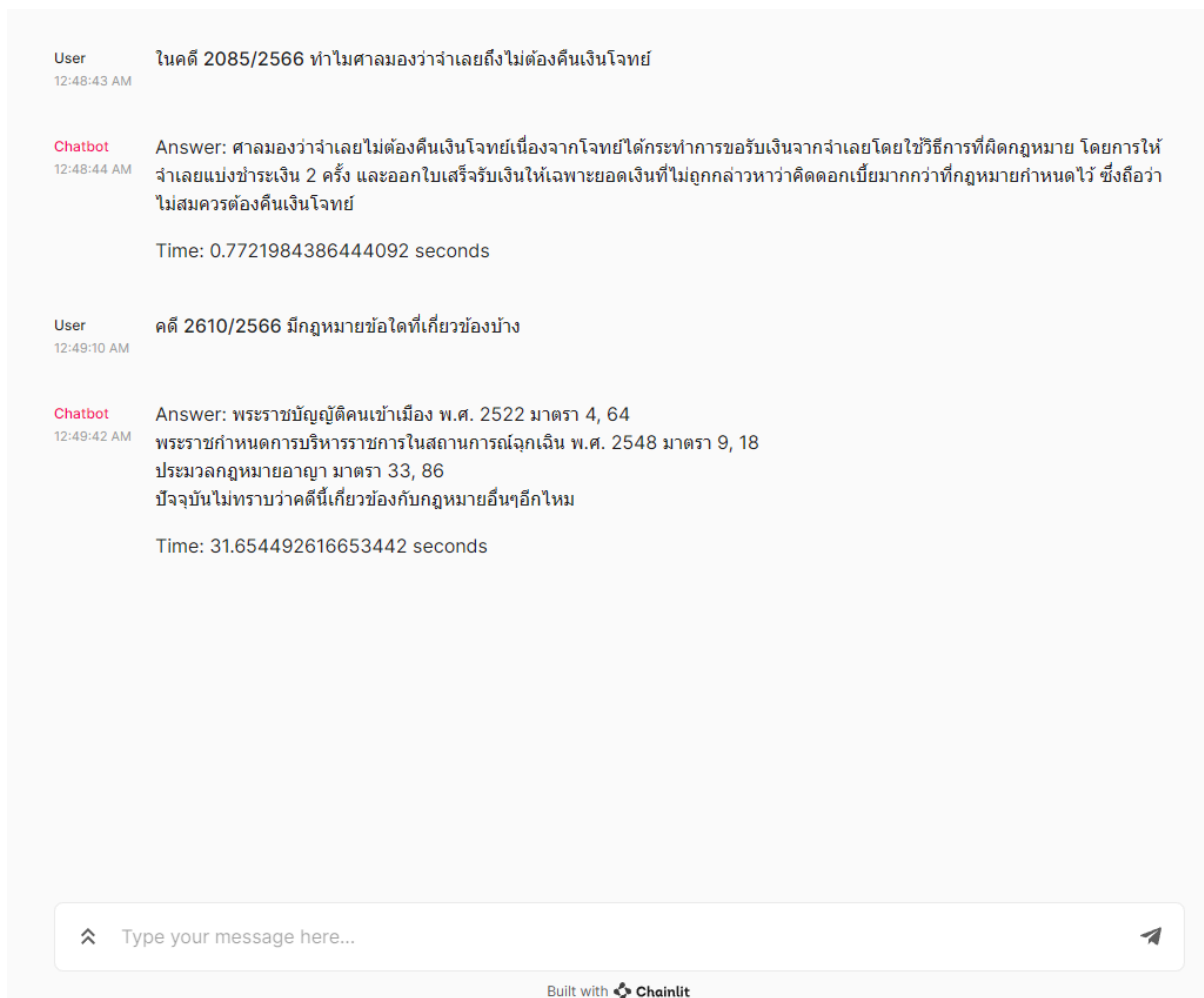 User
ในคดี 2085/2566 ทำไมศาลมองว่าจำเลยถึงไม่ต้องคืนเงินโจทย์
12:48:43 AM
Chatbot
Answer: ศาลมองว่าจำเลยไม่ต้องคืนเงินโจทย์เนื่องจากโจทย์ได้กระทำการขอรับเงินจากจำเลยโดยใช้วิธีการที่ผิดกฎหมาย โดยการให้
12:48:44 AM
จำเลยแบ่งชำระเงิน 2 ครั้ง และออกใบเสร็จรับเงินให้เฉพาะยอดเงินที่ไม่ถูกกล่าวหาว่าคิดดอกเบี้ยมากกว่าที่กฎหมายกำหนดไว้ ซึ่งถือว่า
ไม่สมควรต้องคืนเงินโจทย์
Time: 0.7721984386444092 seconds
User
คดี 2610/2566 มีกฎหมายข้อใดที่เกี่ยวข้องบ้าง
12:49:10 AM
Chatbot
Answer: พระราชบัญญัติคนเข้าเมือง พ.ศ. 2522 มาตรา 4, 64
12:49:42 AM
พระราชกำหนดการบริหารราชการในสถานการณ์ฉุกเฉิน พ.ศ. 2548 มาตรา 9, 18
ประมวลกฎหมายอาญา มาตรา 33, 86
ปัจจุบันไม่ทราบว่าคดีนี้เกี่ยวข้องกับกฎหมายอื่นๆอีกไหม
Time: 31.654492616653442 seconds
Type your message here...
Built with Chainlit